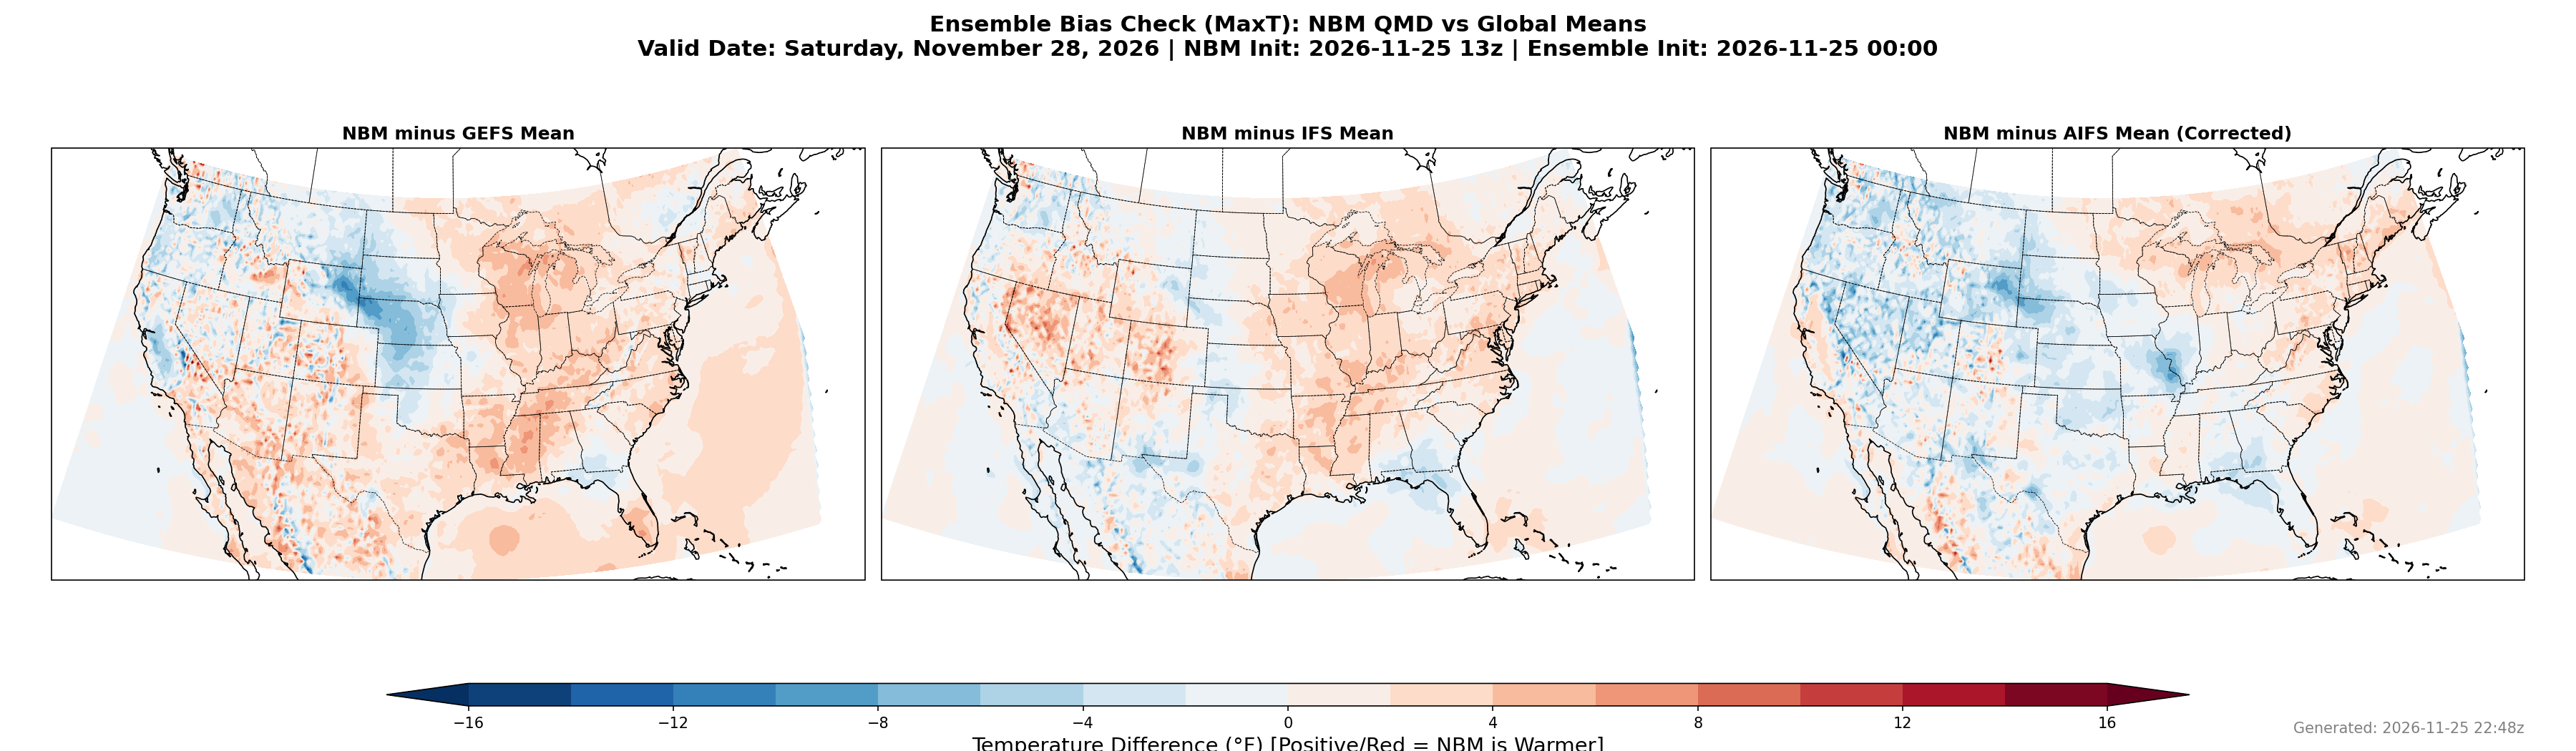 Ensemble Bias Check (MaxT): NBM QMD vs Global Means
Valid Date: Saturday, November 28, 2026 | NBM Init: 2026-11-25 13z | Ensemble Init: 2026-11-25 00:00
NBM minus GEFS Mean
NBM minus IFS Mean
NBM minus AIFS Mean (Corrected)
−16 −12 −8 −4 0 4 8 12 16
Temperature Difference (°F) [Positive/Red = NBM is Warmer]
Generated: 2026-11-25 22:48z